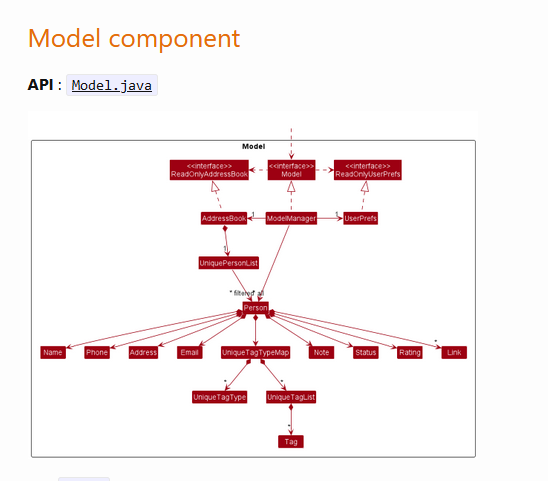 Model component
API : Model.java
Model
<<interface>>
ReadOnlyAddressBook
<<interface>>
Model
<<interface>>
ReadOnlyUserPrefs
AddressBook
1
ModelManager
1
UserPrefs
1
UniquePersonList
* filtered
* all
Person
Name
Phone
Address
Email
UniqueTagTypeMap
Note
Status
Rating
*
Link
*
UniqueTagType
*
UniqueTagList
*
Tag